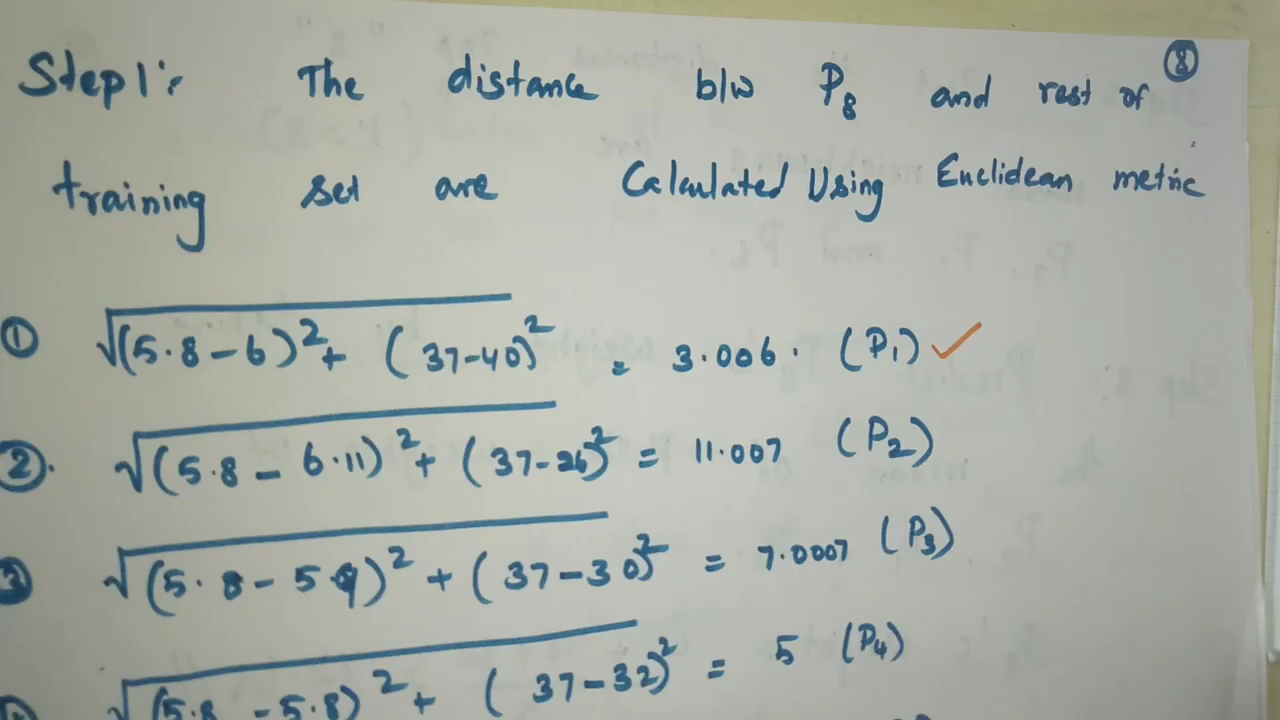 ⑧
Step1:- The distance b/w P₈ and rest of
training set are Calculated Using Euclidean metric
① √(5.8-6)² + (37-40)² = 3.006. (P₁) ✓
②. √(5.8 - 6.11)² + (37-26)² = 11.007 (P₂)
③ √(5.8 - 5.9)² + (37-30)² = 7.0007 (P₃)
√(5.8 - 5.8)² + (37-32)² = 5 (P₄)